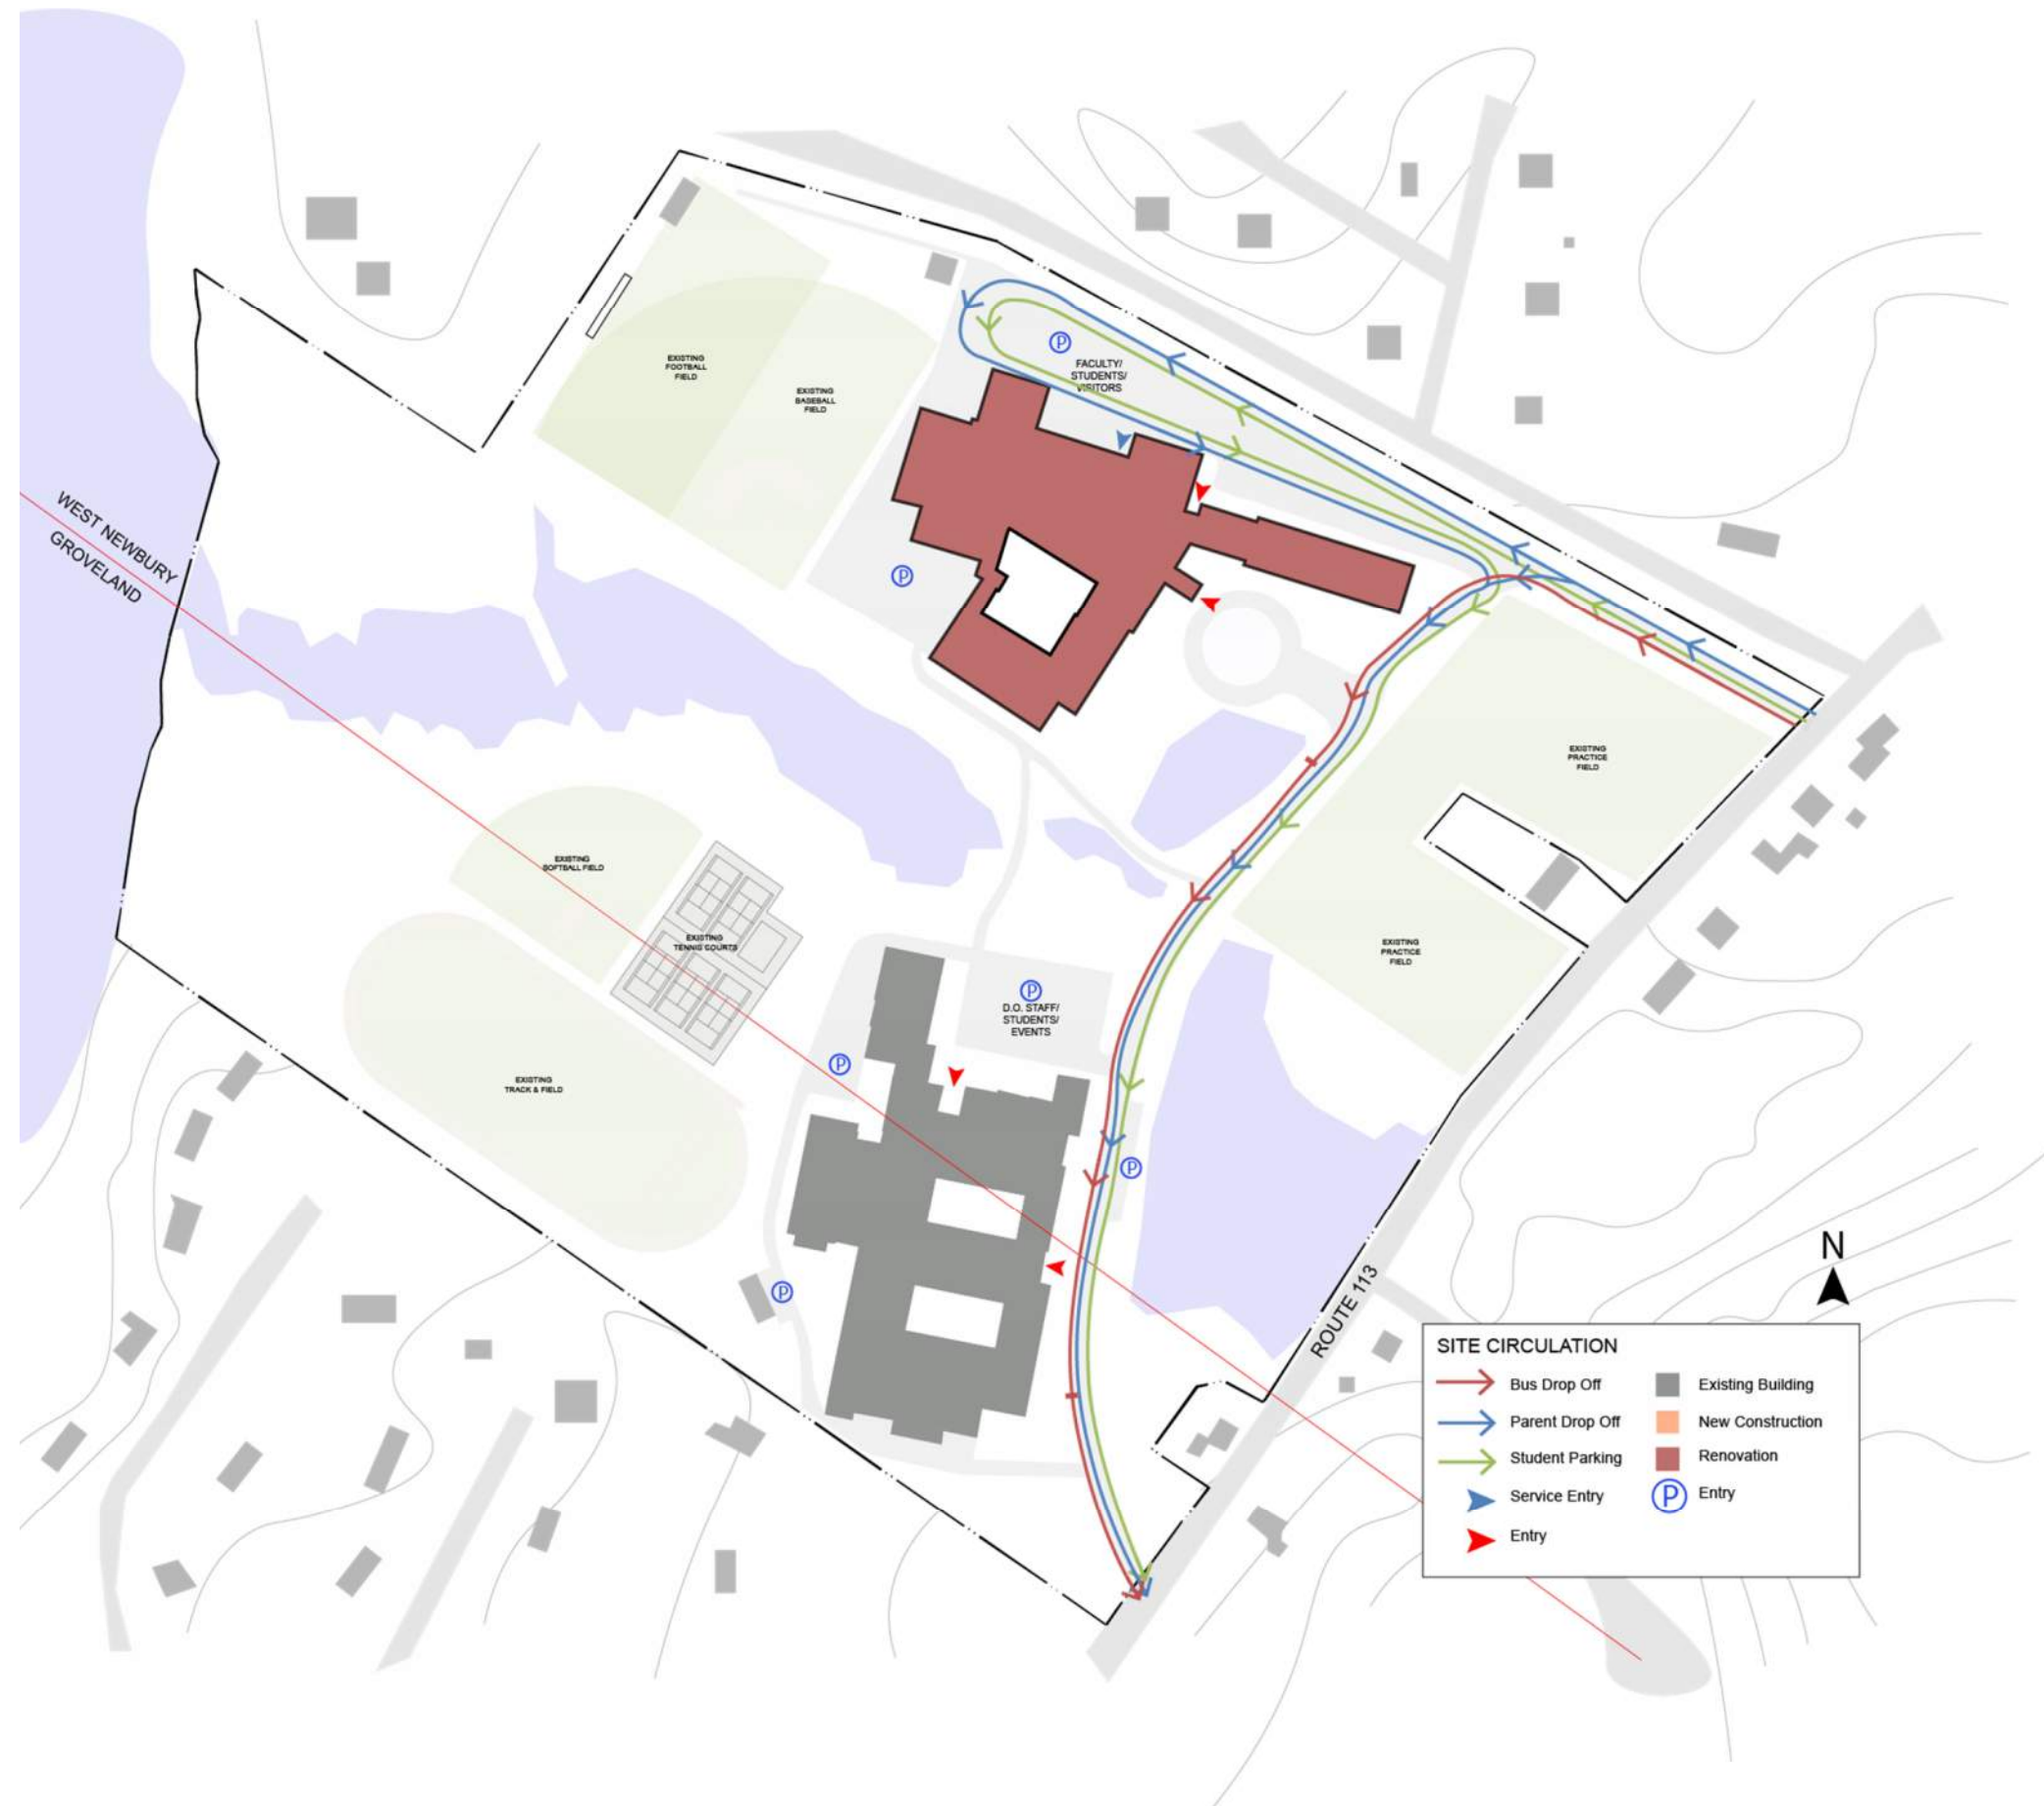 EXISTING
FOOTBALL
FIELD
EXISTING
BASEBALL
FIELD
P
FACULTY/
STUDENTS/
VISITORS
WEST NEWBURY
GROVELAND
P
EXISTING
PRACTICE
FIELD
EXISTING
SOFTBALL FIELD
EXISTING
TENNIS COURTS
EXISTING
PRACTICE
FIELD
P
D.O. STAFF/
STUDENTS/
EVENTS
P
EXISTING
TRACK & FIELD
P
P
ROUTE 113
N
SITE CIRCULATION
Bus Drop Off
Parent Drop Off
Student Parking
Service Entry
Entry
Existing Building
New Construction
Renovation
P Entry